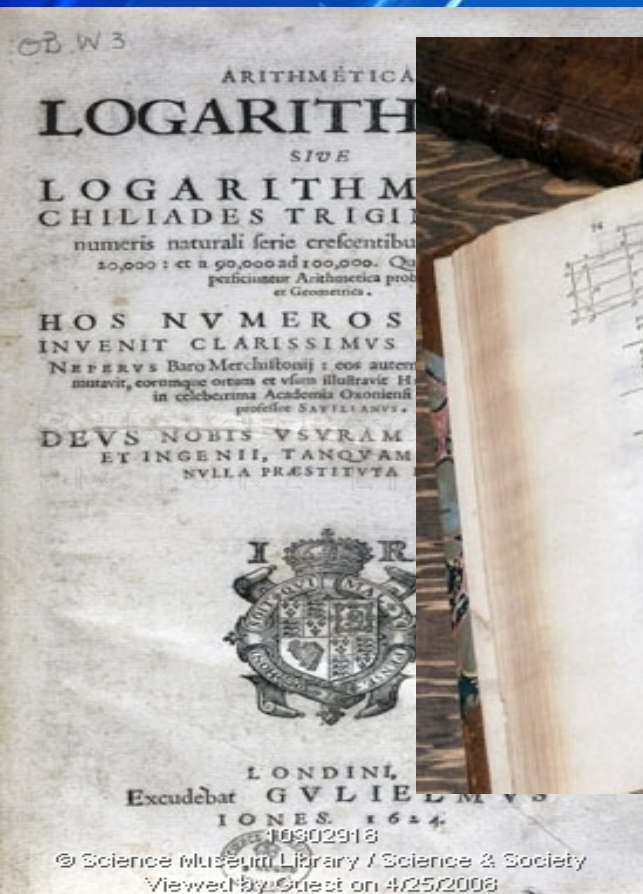 OB.W.3
ARITHMETICA
LOGARITH
SIVE
LOGARITHM
CHILIADES TRIGI
numeris naturali serie crescentibu
20,000: et a 90,000 ad 100,000. Qu
perficiuntur Arithmetica prob
et Geometrica.
HOS NVMEROS
INVENIT CLARISSIMVS
NEPERVS Baro Merchistonij: eos autem
mutavit, eorumque ortum et vsum illustravit H
in celeberrima Academia Oxoniensi
professor SAVILIANVS.
DEVS NOBIS VSVRAM
ET INGENII, TANQVAM
NVLLA PRÆSTITVTA
I R
LONDINI,
Excudebat GVLIELMVS
IONES. 1624.
10302918
© Science Museum Library / Science & Society
Viewed by Guest on 4/25/2008